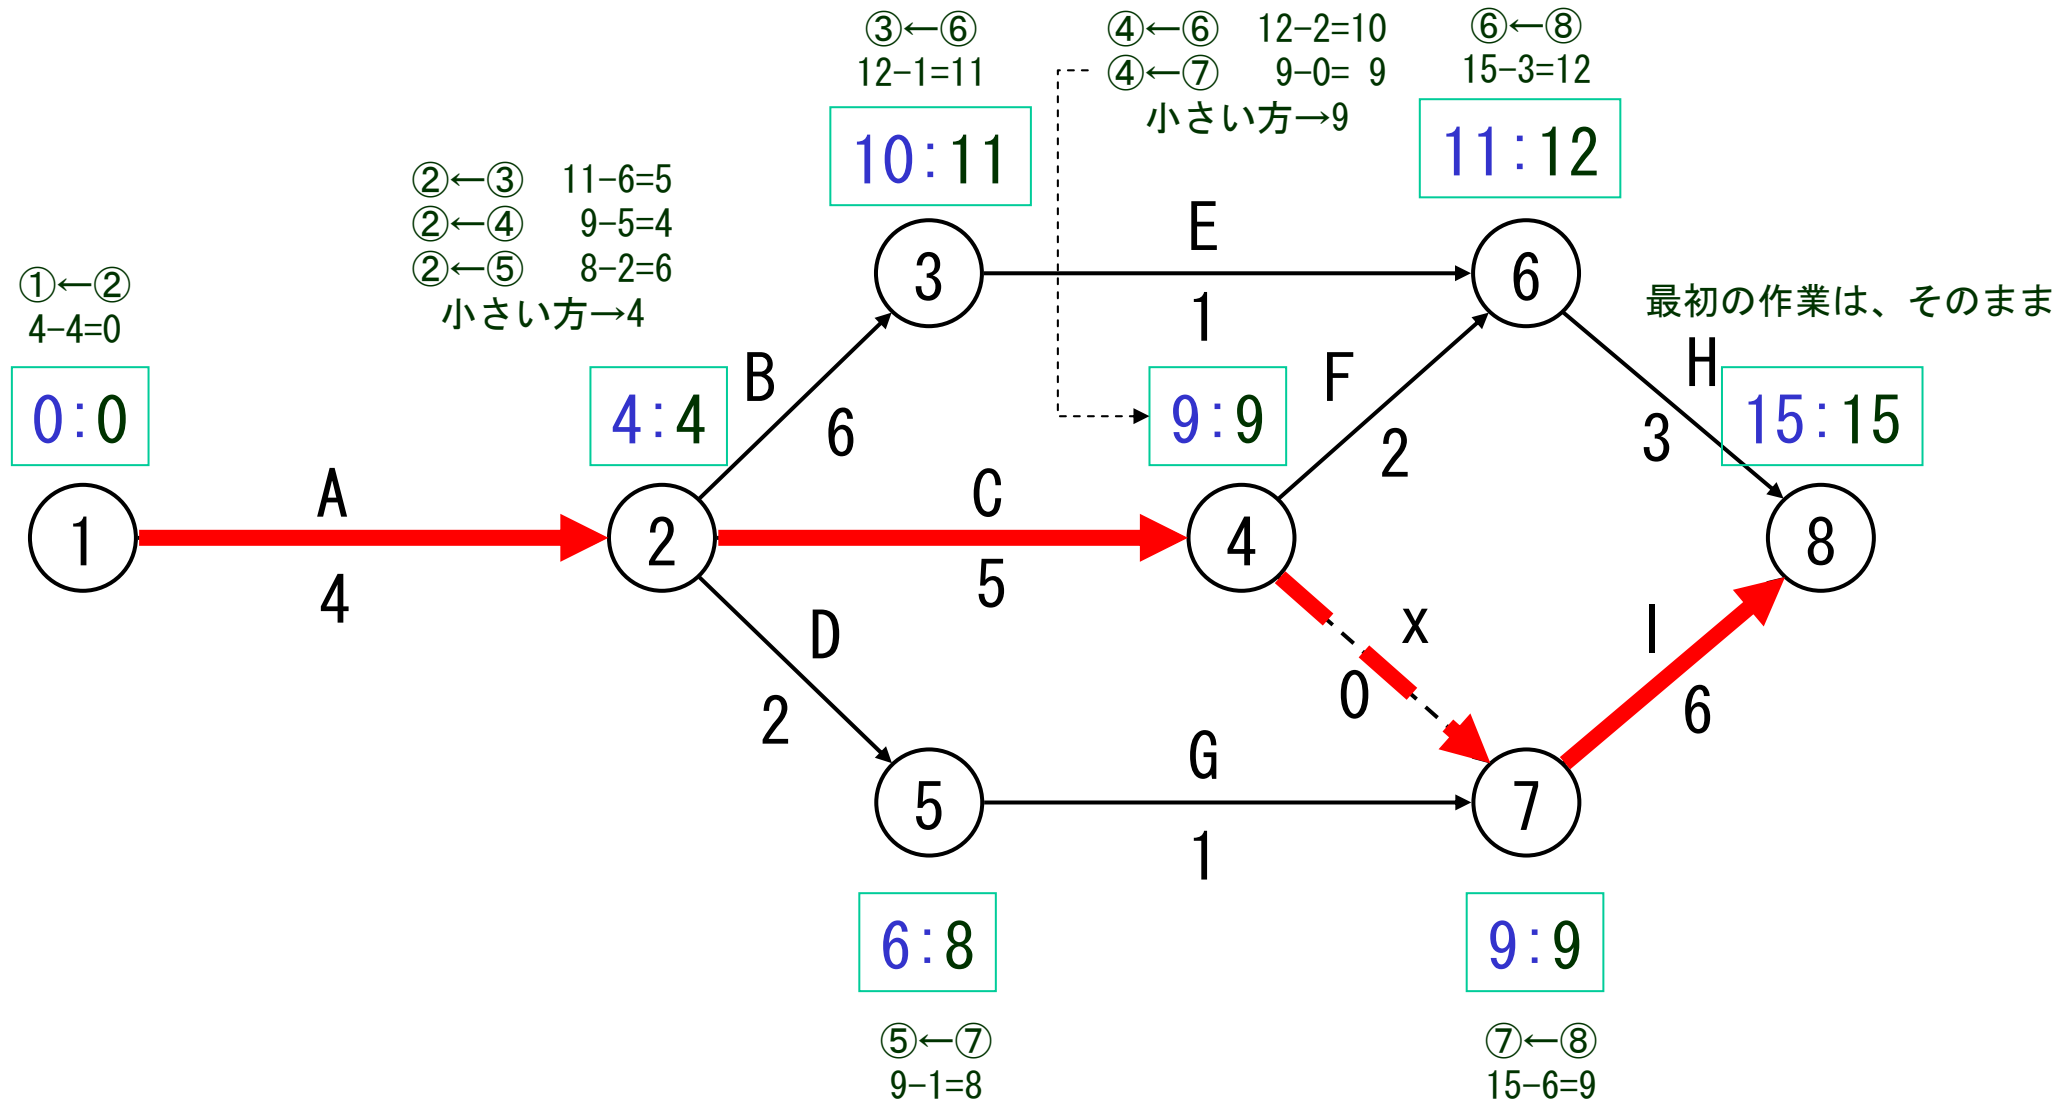 ③←⑥
12-1=11
④←⑥ 12-2=10
④←⑦ 9-0= 9
小さい方→9
⑥←⑧
15-3=12
10:11
11:12
②←③ 11-6=5
②←④ 9-5=4
②←⑤ 8-2=6
小さい方→4
①←②
4-4=0
最初の作業は、そのまま
3
E
1
6
0:0
4:4
B
6
9:9
F
2
H
3
15:15
1
A
4
2
C
5
4
8
D
2
x
0
I
6
5
G
1
7
6:8
9:9
⑤←⑦
9-1=8
⑦←⑧
15-6=9